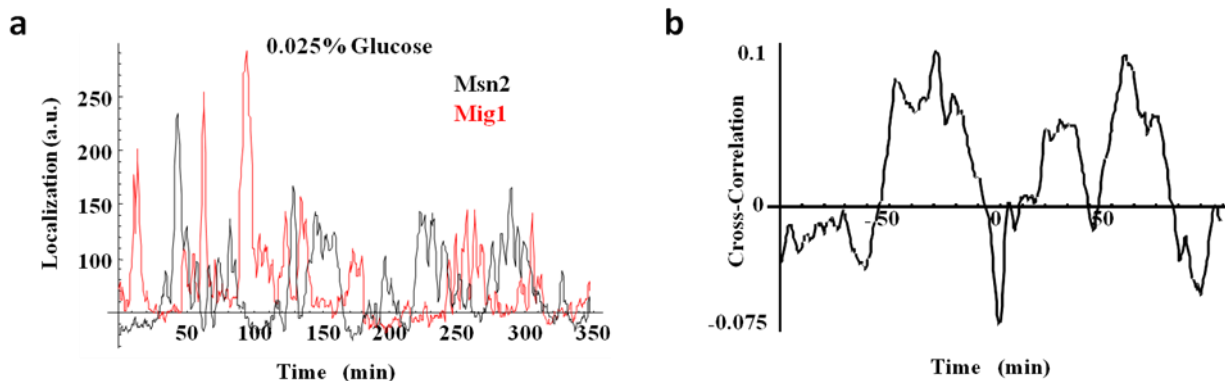 a
0.025% Glucose
Msn2
Mig1
250
200
150
100
Localization (a.u.)
50 100 150 200 250 300 350
Time (min)
b
0.1
0
-0.075
Cross-Correlation
-50 0 50
Time (min)